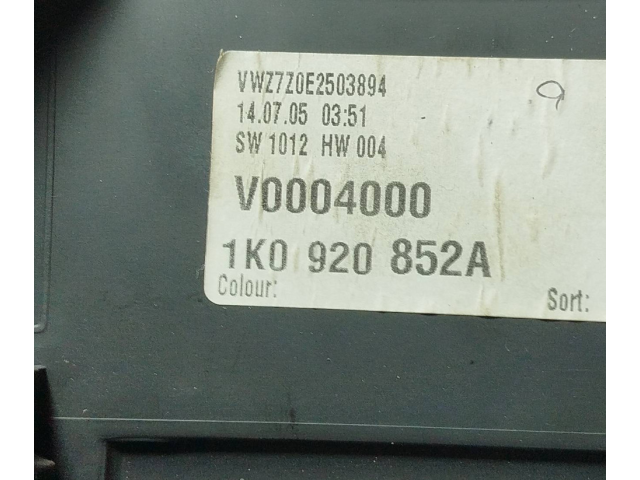 VWZ7Z0E2503894
14.07.05 03:51
SW 1012 HW 004
V0004000
1K0 920 852A
Colour: Sort: